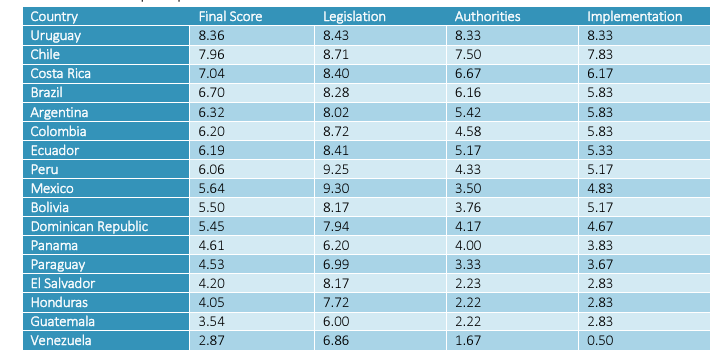 Country Final Score Legislation Authorities Implementation
Uruguay 8.36 8.43 8.33 8.33
Chile 7.96 8.71 7.50 7.83
Costa Rica 7.04 8.40 6.67 6.17
Brazil 6.70 8.28 6.16 5.83
Argentina 6.32 8.02 5.42 5.83
Colombia 6.20 8.72 4.58 5.83
Ecuador 6.19 8.41 5.17 5.33
Peru 6.06 9.25 4.33 5.17
Mexico 5.64 9.30 3.50 4.83
Bolivia 5.50 8.17 3.76 5.17
Dominican Republic 5.45 7.94 4.17 4.67
Panama 4.61 6.20 4.00 3.83
Paraguay 4.53 6.99 3.33 3.67
El Salvador 4.20 8.17 2.23 2.83
Honduras 4.05 7.72 2.22 2.83
Guatemala 3.54 6.00 2.22 2.83
Venezuela 2.87 6.86 1.67 0.50